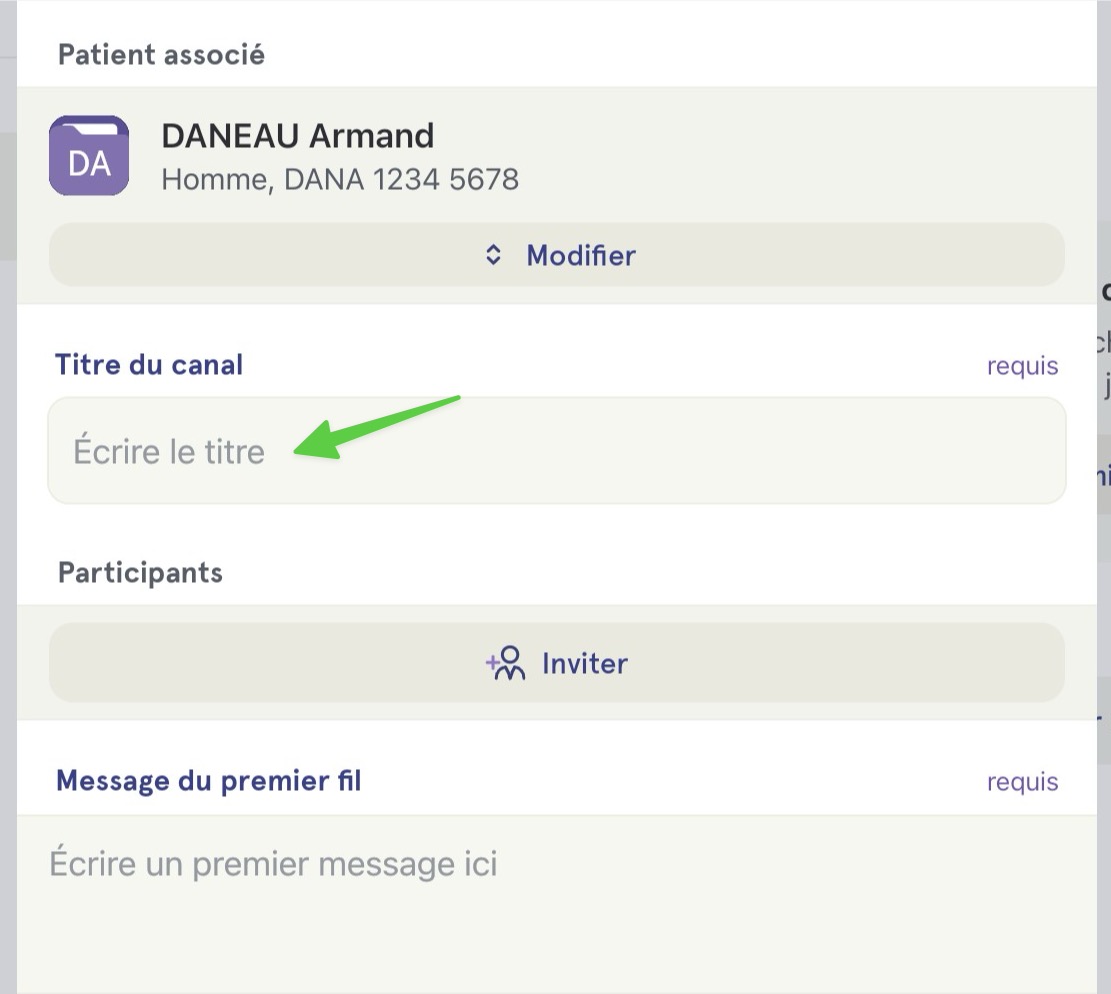 Patient associé
DA
DANEAU Armand
Homme, DANA 1234 5678
Modifier
Titre du canal
requis
Écrire le titre
Participants
Inviter
Message du premier fil
requis
Écrire un premier message ici